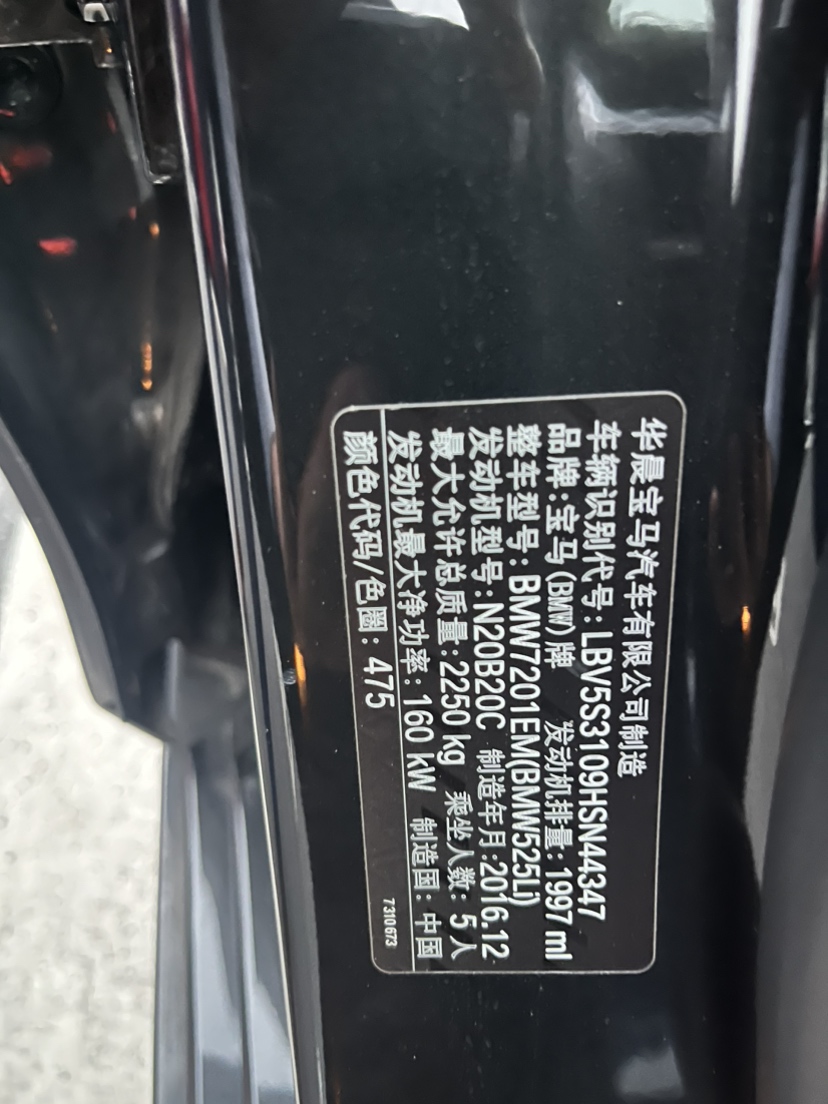 华晨宝马汽车有限公司制造
车辆识别代号: LBV5S3109HSN44347
品牌:宝马(BMW)牌 发动机排量: 1997 ml
整车型号: BMW7201EM(BMW525Li)
发动机型号: N20B20C 制造年月:2016.12
最大允许总质量:2250 kg 乘坐人数: 5人
发动机最大净功率: 160 kW 制造国: 中国
颜色代码/色圈: 475
7310673